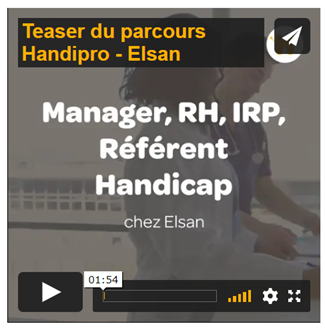 Teaser du parcours
Handipro - Elsan
Manager, RH, IRP,
Référent
Handicap
chez Elsan
01:54